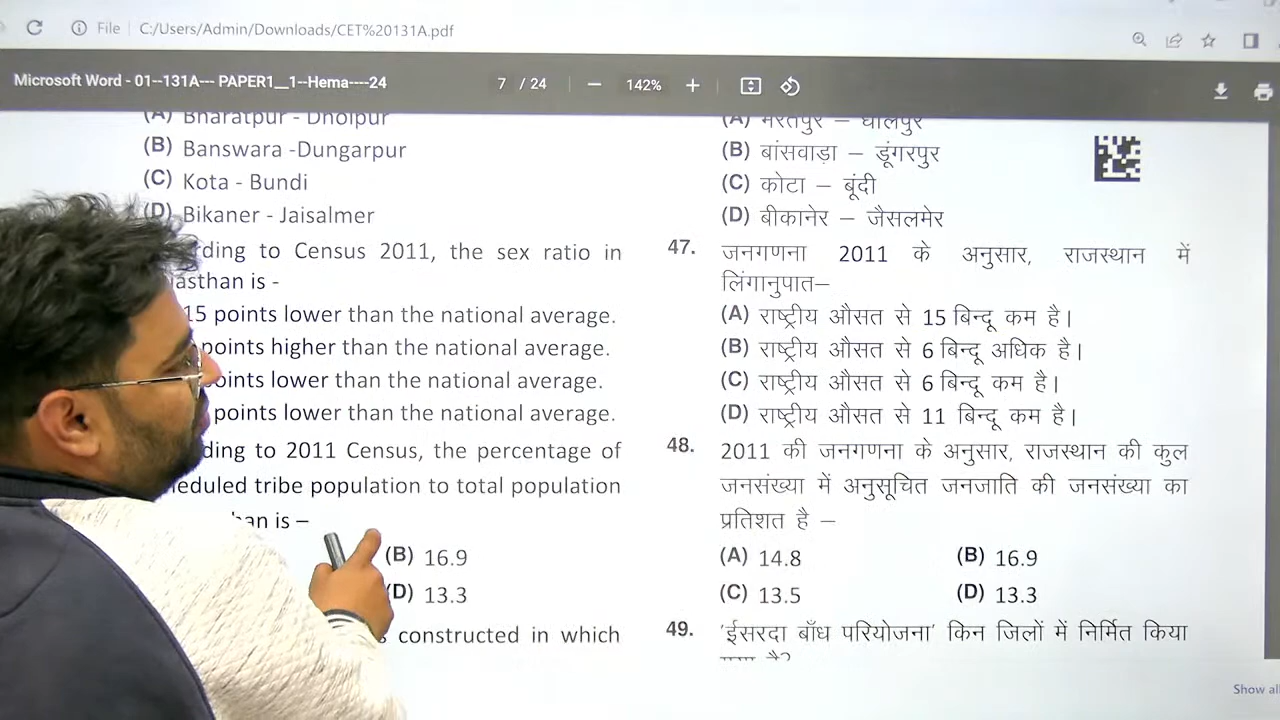 File C:/Users/Admin/Downloads/CET%20131A.pdf
Microsoft Word - 01--131A--- PAPER1__1--Hema----24
7 / 24
142%
(A) Bharatpur - Dholpur
(B) Banswara -Dungarpur
(C) Kota - Bundi
(D) Bikaner - Jaisalmer
to Census 2011, the sex ratio in
is -
15 points lower than the national average.
points higher than the national average.
points lower than the national average.
points lower than the national average.
to 2011 Census, the percentage of
tribe population to total population
is –
(B) 16.9
(D) 13.3
constructed in which
(A) भरतपुर – धौलपुर
(B) बांसवाड़ा – डूंगरपुर
(C) कोटा – बूंदी
(D) बीकानेर – जैसलमेर
47. जनगणना 2011 के अनुसार, राजस्थान में
लिंगानुपात–
(A) राष्ट्रीय औसत से 15 बिन्दू कम है।
(B) राष्ट्रीय औसत से 6 बिन्दू अधिक है।
(C) राष्ट्रीय औसत से 6 बिन्दू कम है।
(D) राष्ट्रीय औसत से 11 बिन्दू कम है।
48. 2011 की जनगणना के अनुसार, राजस्थान की कुल
जनसंख्या में अनुसूचित जनजाति की जनसंख्या का
प्रतिशत है –
(A) 14.8 (B) 16.9
(C) 13.5 (D) 13.3
49. 'ईसरदा बाँध परियोजना' किन जिलों में निर्मित किया
Show all